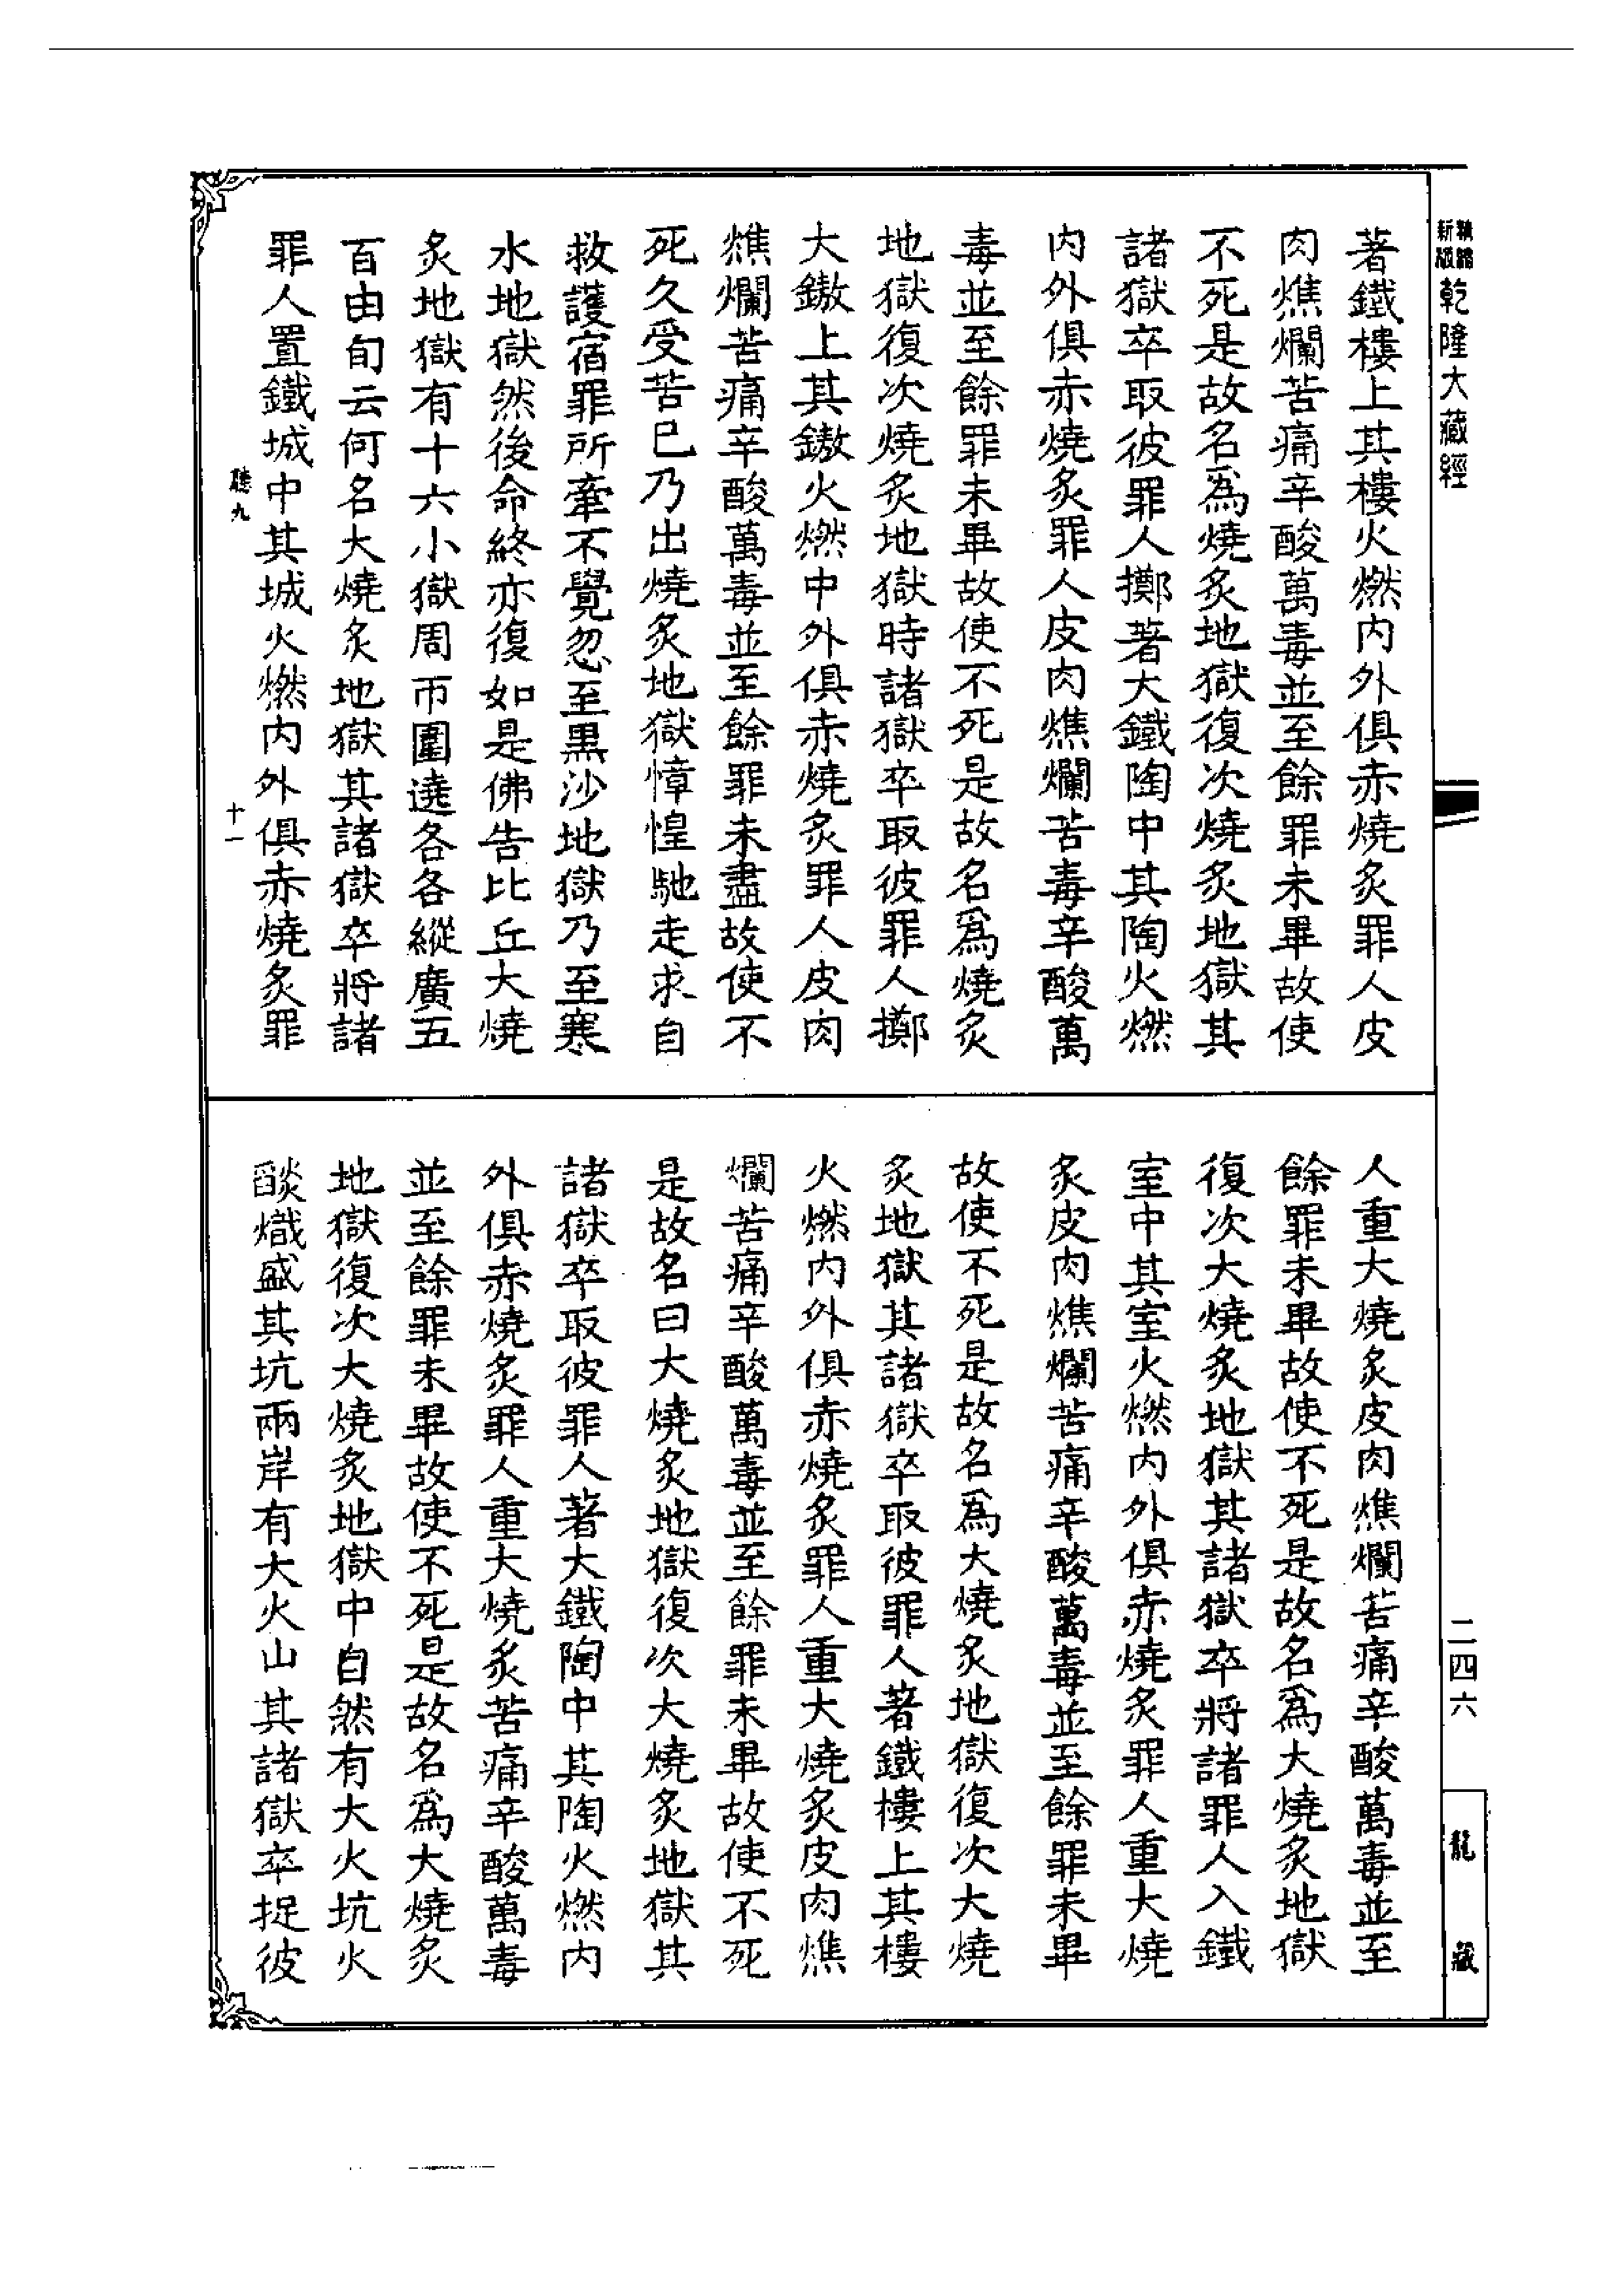 新版精縮乾隆大藏經
著鐵樓上其樓火燃內外俱赤燒炙罪人皮
肉燋爛苦痛辛酸萬毒並至餘罪未畢故使
不死是故名爲燒炙地獄復次燒炙地獄其
諸獄卒取彼罪人擲著大鐵陶中其陶火燃
內外俱赤燒炙罪人皮肉燋爛苦毒辛酸萬
毒並至餘罪未畢故使不死是故名爲燒炙
地獄復次燒炙地獄時諸獄卒取彼罪人擲
大鏊上其鏊火燃中外俱赤燒炙罪人皮肉
燋爛苦痛辛酸萬毒並至餘罪未盡故使不
死久受苦已乃出燒炙地獄慞惶馳走求自
救護宿罪所牽不覺忽至黑沙地獄乃至寒
水地獄然後命終亦復如是佛告比丘大燒
炙地獄有十六小獄周帀圍遶各各縱廣五
百由旬云何名大燒炙地獄其諸獄卒將諸
罪人置鐵城中其城火燃內外俱赤燒炙罪
聽九
十一
人重大燒炙皮肉燋爛苦痛辛酸萬毒並至
餘罪未畢故使不死是故名爲大燒炙地獄
復次大燒炙地獄其諸獄卒將諸罪人入鐵
室中其室火燃內外俱赤燒炙罪人重大燒
炙皮肉燋爛苦痛辛酸萬毒並至餘罪未畢
故使不死是故名爲大燒炙地獄復次大燒
炙地獄其諸獄卒取彼罪人著鐵樓上其樓
火燃內外俱赤燒炙罪人重大燒炙皮肉燋
爛苦痛辛酸萬毒並至餘罪未畢故使不死
是故名曰大燒炙地獄復次大燒炙地獄其
諸獄卒取彼罪人著大鐵陶中其陶火燃內
外俱赤燒炙罪人重大燒炙苦痛辛酸萬毒
並至餘罪未畢故使不死是故名爲大燒炙
地獄復次大燒炙地獄中自然有大火坑火
燄熾盛其坑兩岸有大火山其諸獄卒捉彼
二四六
龍藏